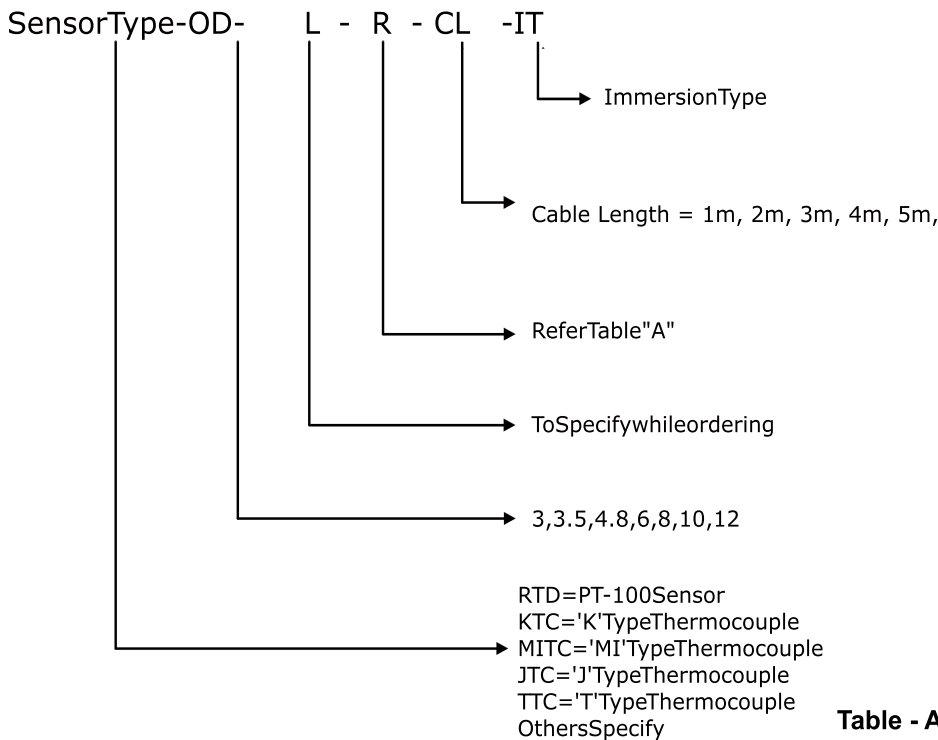 SensorType-OD- L - R - CL -IT
ImmersionType
Cable Length = 1m, 2m, 3m, 4m, 5m,
ReferTable"A"
ToSpecifywhileordering
3,3.5,4.8,6,8,10,12
RTD=PT-100Sensor
KTC='K'TypeThermocouple
MITC='MI'TypeThermocouple
JTC='J'TypeThermocouple
TTC='T'TypeThermocouple
OthersSpecify
Table - A